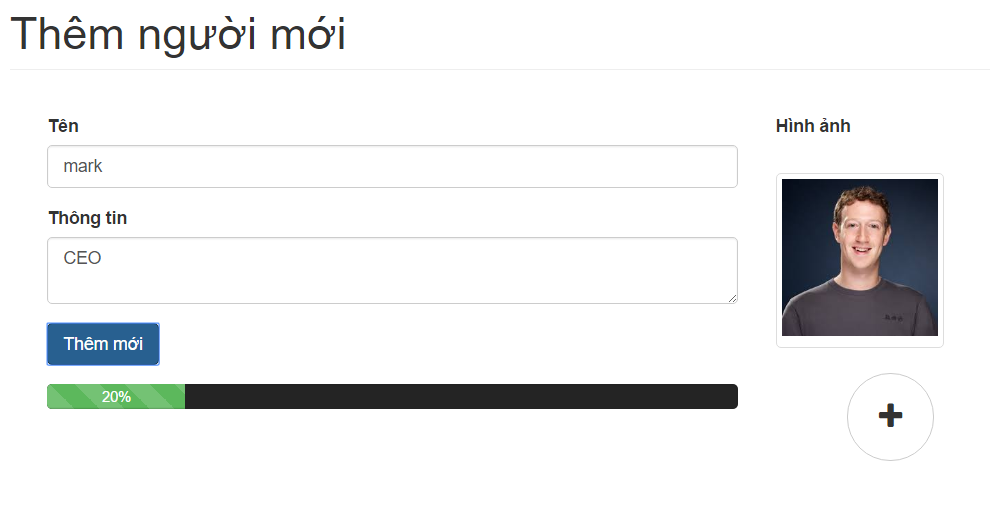 Thêm người mới
Tên
Hình ảnh
mark
Thông tin
CEO
Thêm mới
20%